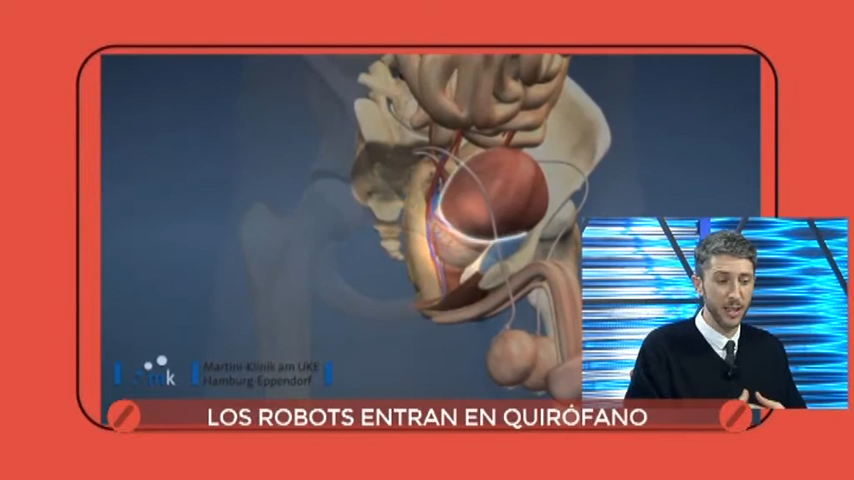 Martini-Klinik am UKE
Hamburg Eppendorf
LOS ROBOTS ENTRAN EN QUIRÓFANO